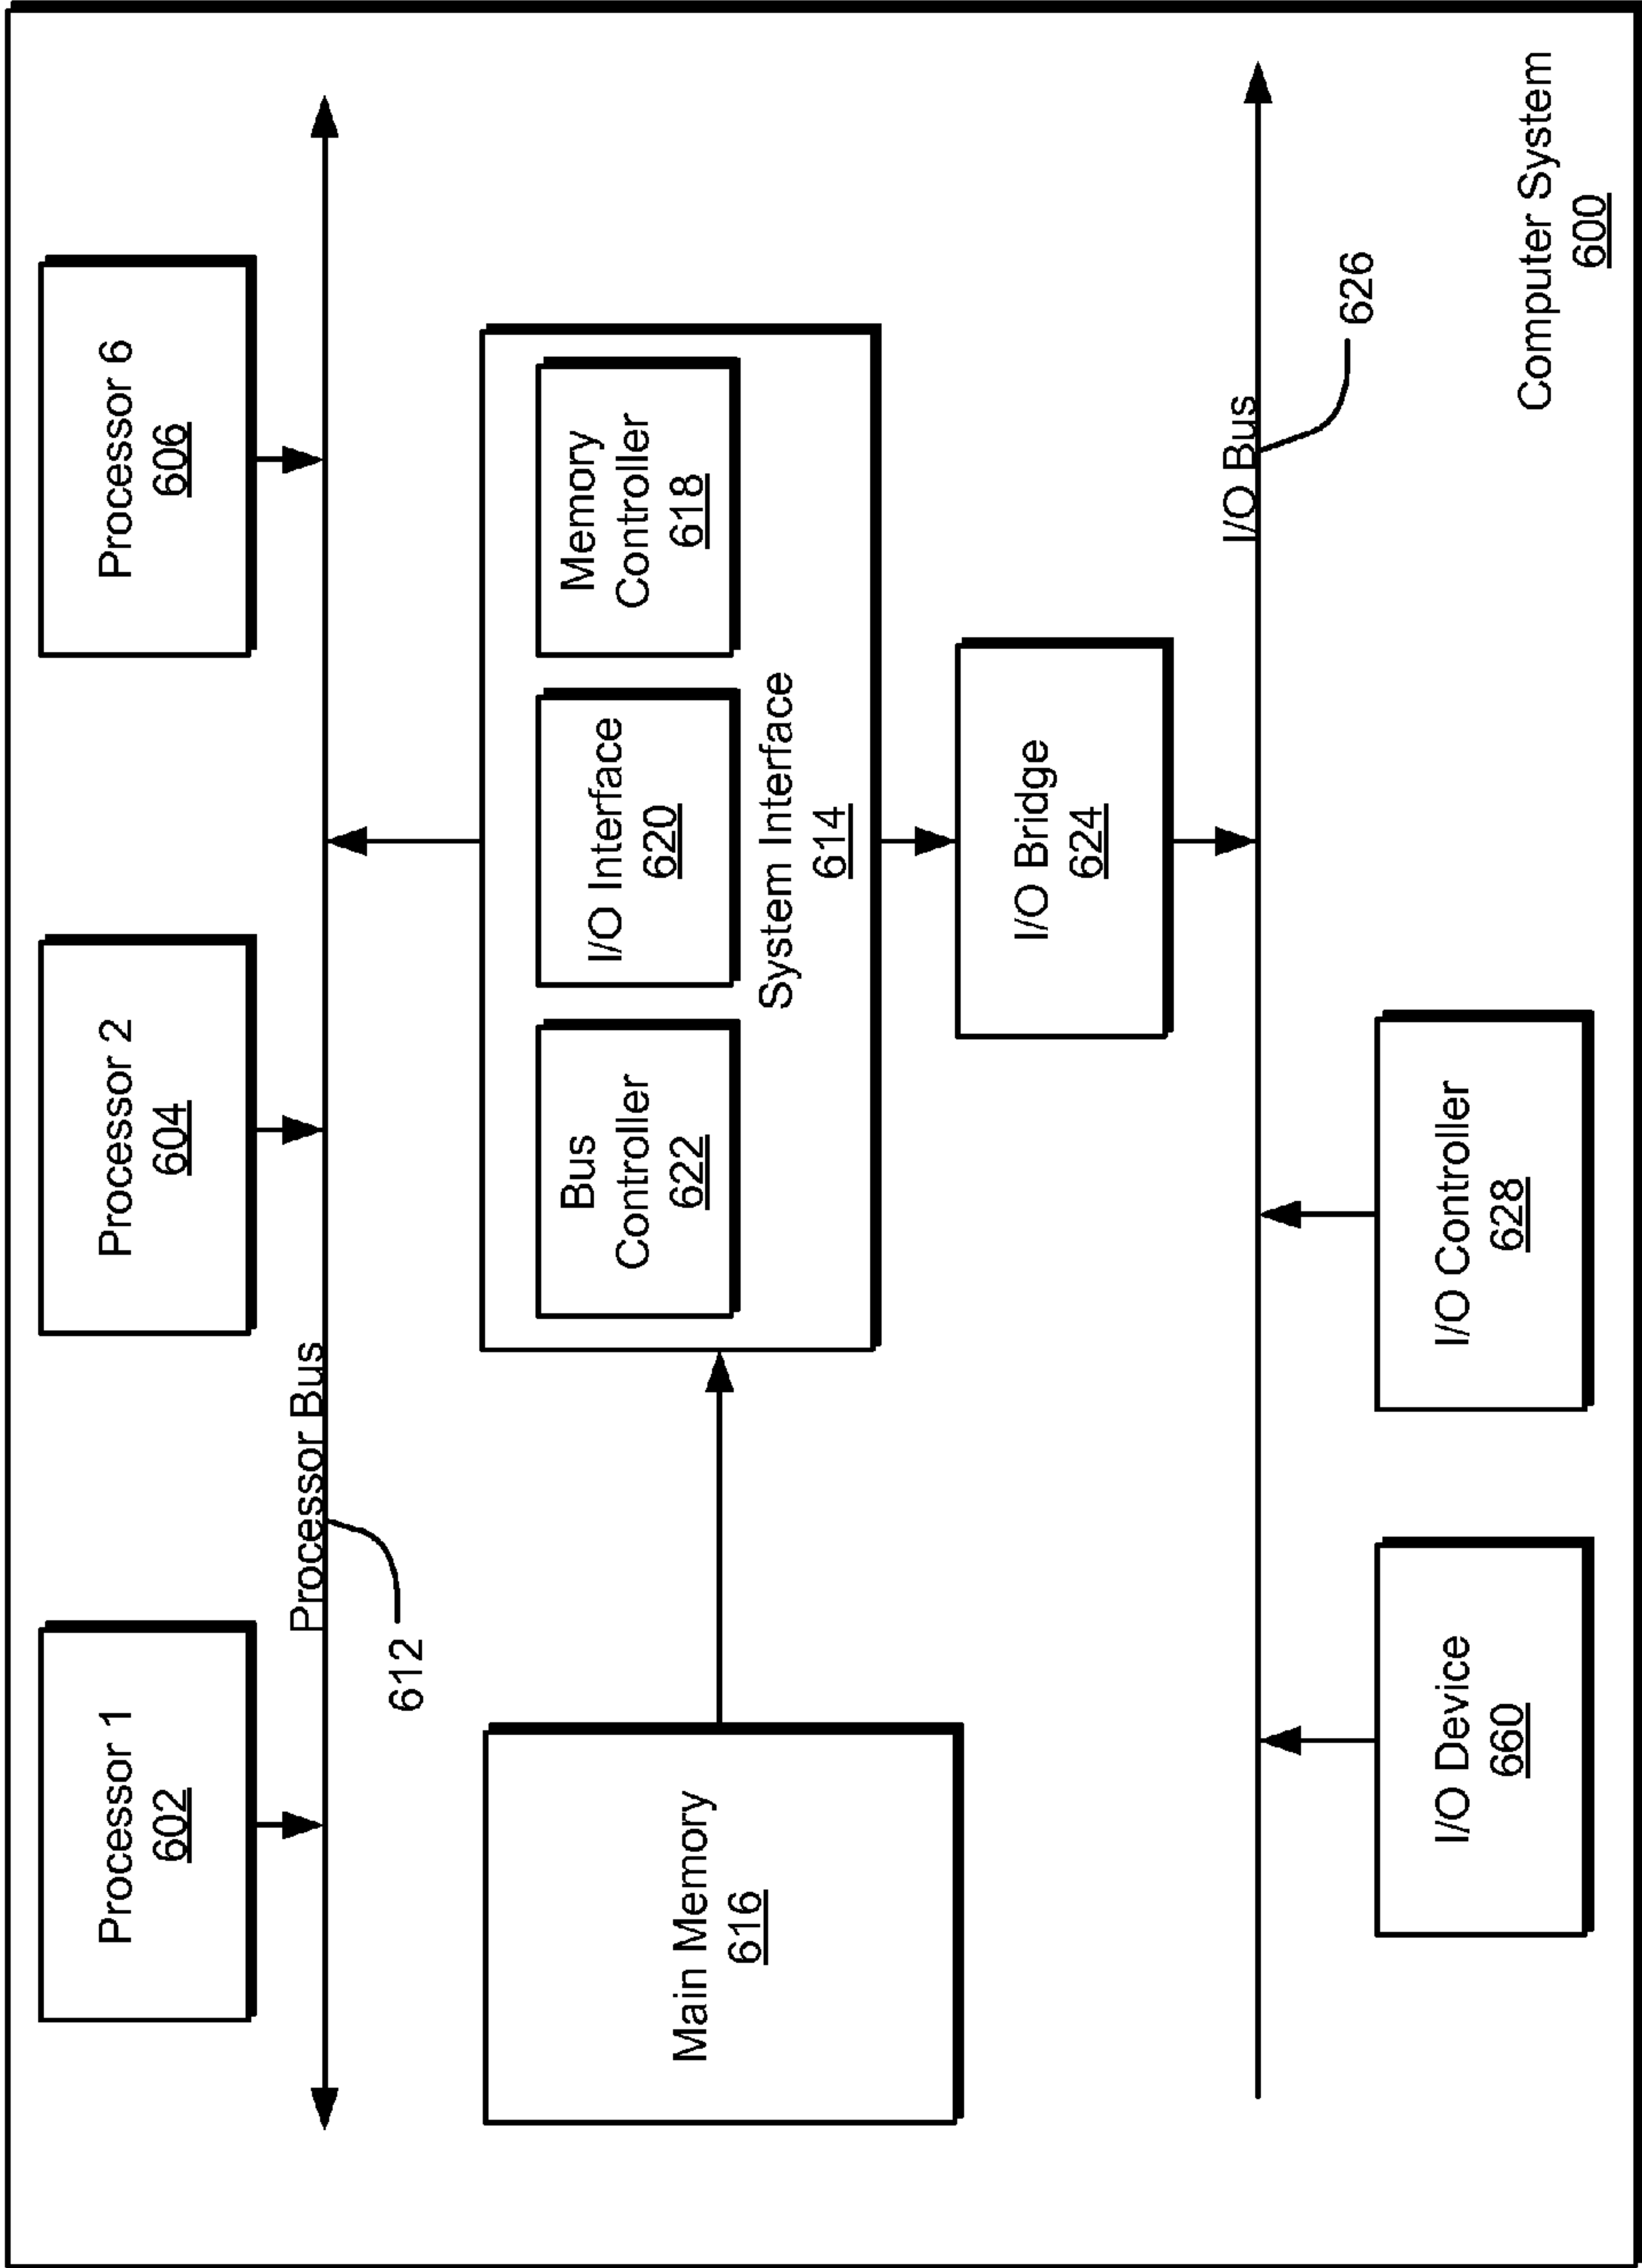 Processor 1
602
Processor 2
604
Processor 6
606
Processor Bus
612
Main Memory
616
Bus
Controller
622
I/O Interface
620
Memory
Controller
618
System Interface
614
I/O Bridge
624
I/O Bus
626
I/O Device
660
I/O Controller
628
Computer System
600